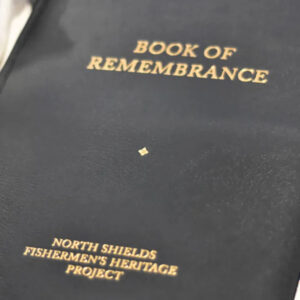 BOOK OF
REMEMBRANCE
NORTH SHIELDS
FISHERMEN'S HERITAGE
PROJECT